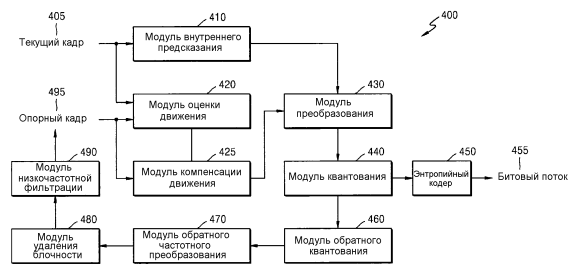 405
410
400
Текущий кадр
Модуль внутреннего
предсказания
495
420
430
Опорный кадр
Модуль оценки
движения
Модуль
преобразования
490
425
440
450
455
Модуль
низкочастотной
фильтрации
Модуль компенсации
движения
Модуль квантования
Энтропийный
кодер
Битовый поток
480
470
460
Модуль
удаления
блочности
Модуль обратного
частотного
преобразования
Модуль обратного
квантования